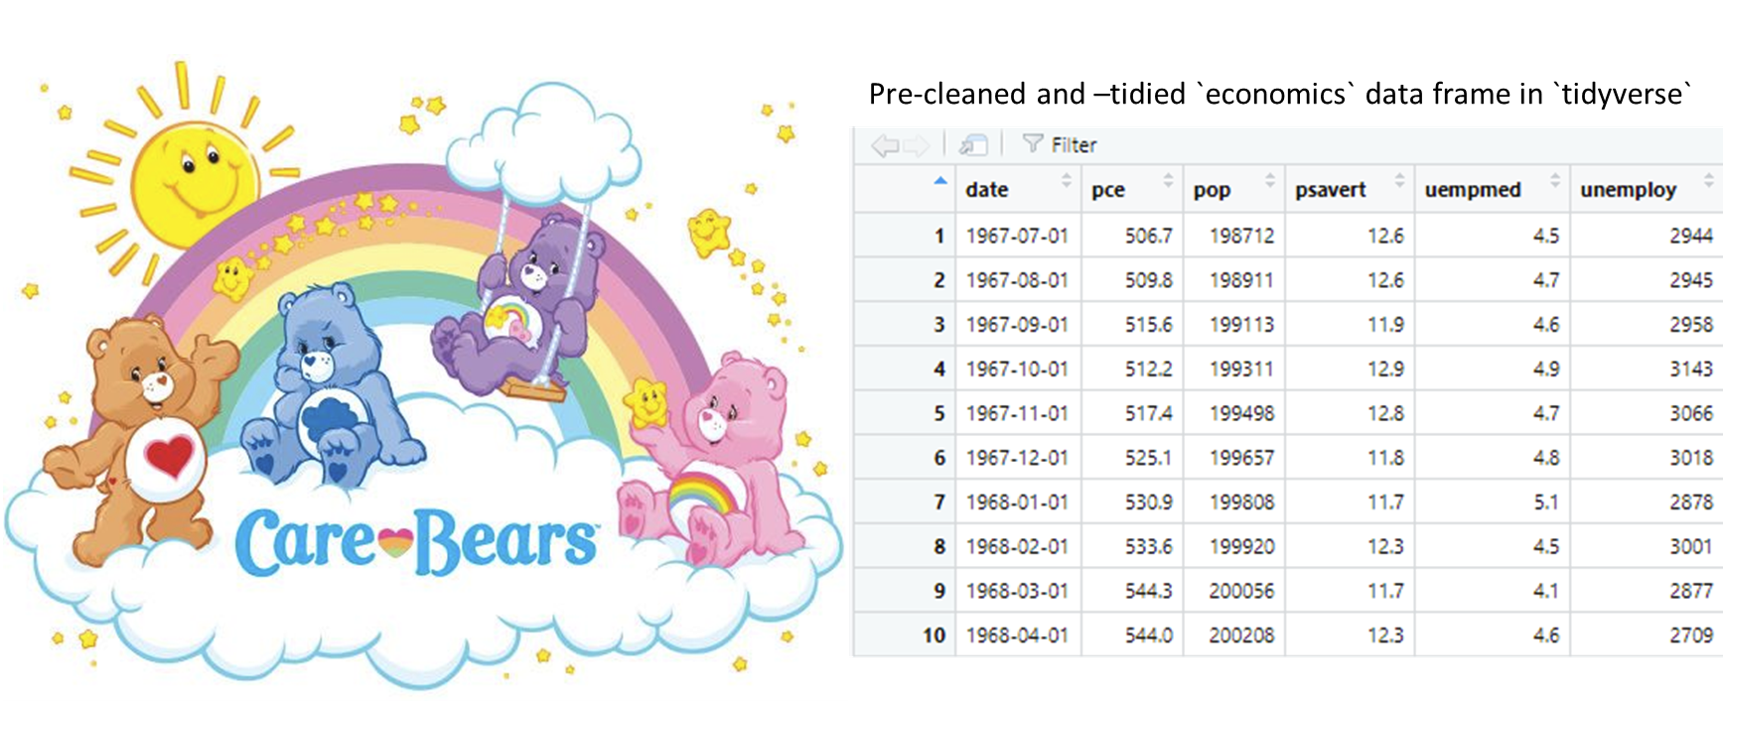 Care Bears™
Pre-cleaned and –tidied `economics` data frame in `tidyverse`
Filter
date pce pop psavert uempmed unemploy
1 1967-07-01 506.7 198712 12.6 4.5 2944
2 1967-08-01 509.8 198911 12.6 4.7 2945
3 1967-09-01 515.6 199113 11.9 4.6 2958
4 1967-10-01 512.2 199311 12.9 4.9 3143
5 1967-11-01 517.4 199498 12.8 4.7 3066
6 1967-12-01 525.1 199657 11.8 4.8 3018
7 1968-01-01 530.9 199808 11.7 5.1 2878
8 1968-02-01 533.6 199920 12.3 4.5 3001
9 1968-03-01 544.3 200056 11.7 4.1 2877
10 1968-04-01 544.0 200208 12.3 4.6 2709